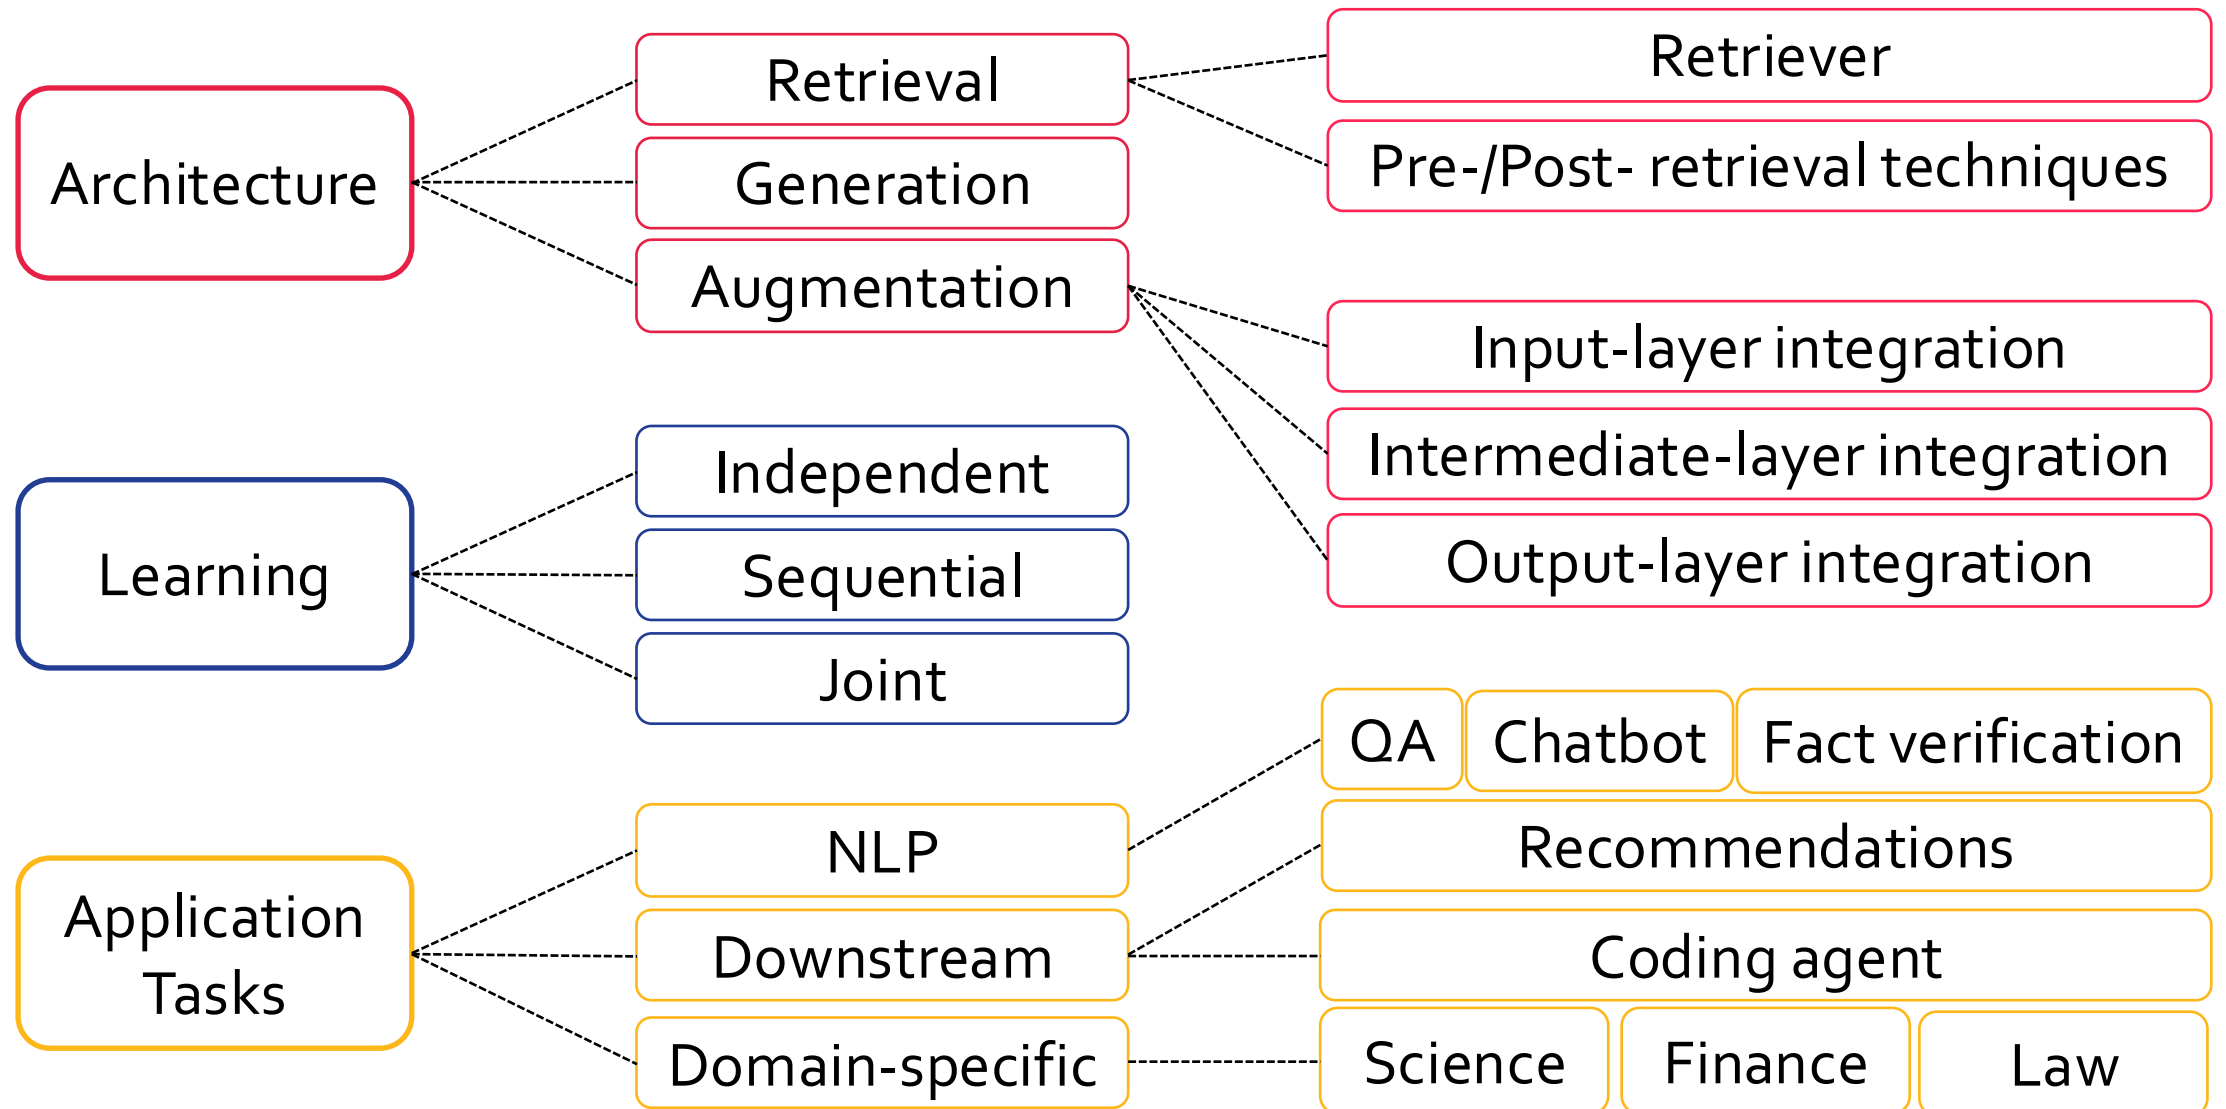 Architecture
Retrieval
Generation
Augmentation
Retriever
Pre-/Post- retrieval techniques
Input-layer integration
Intermediate-layer integration
Output-layer integration
Learning
Independent
Sequential
Joint
Application
Tasks
NLP
Downstream
Domain-specific
QA
Chatbot
Fact verification
Recommendations
Coding agent
Science
Finance
Law